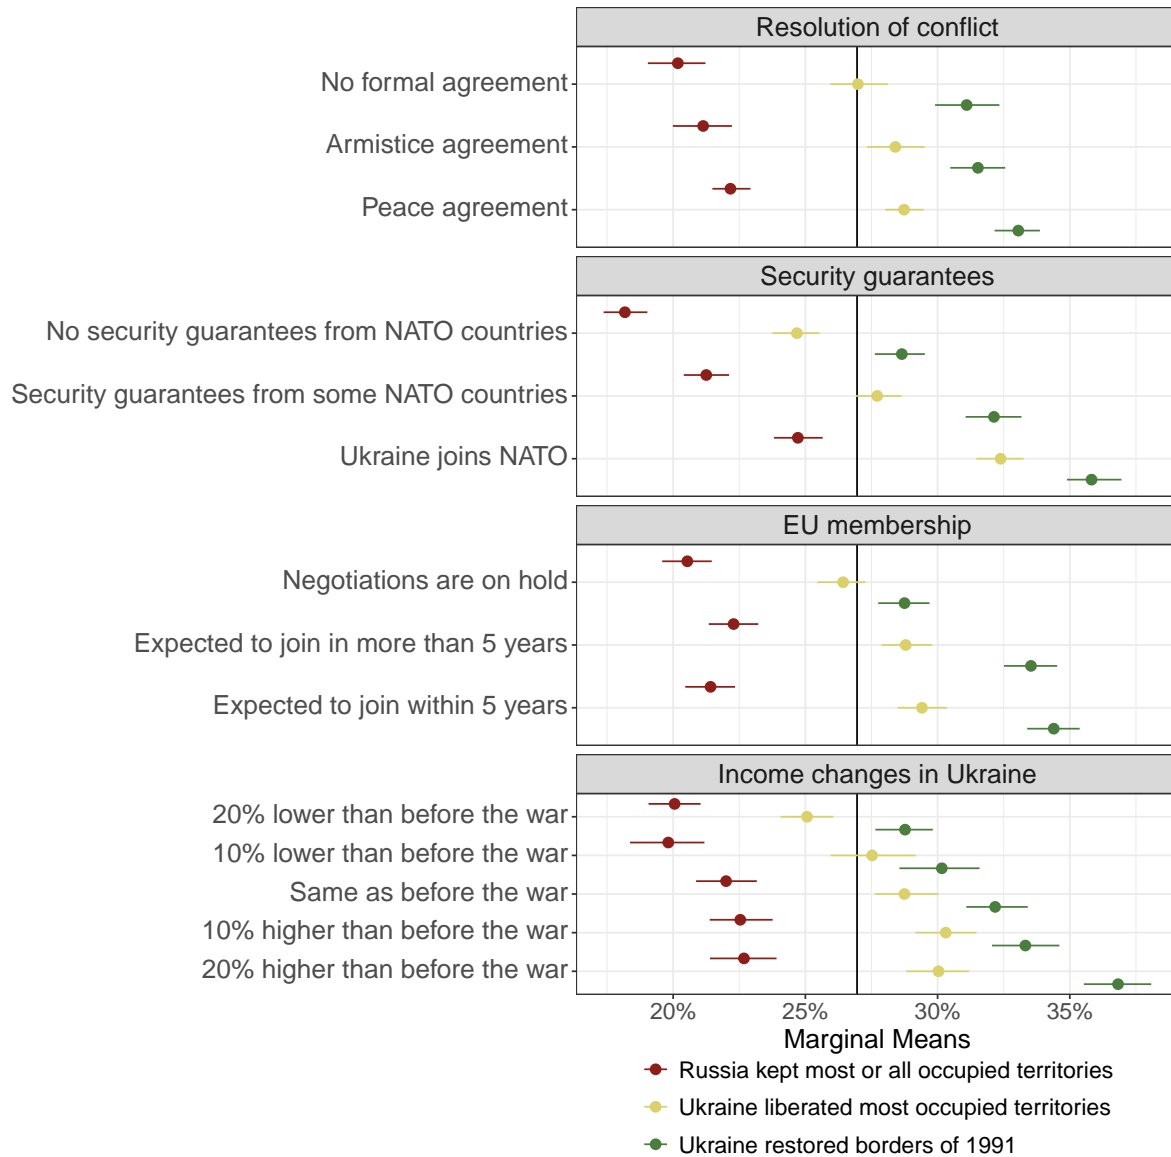 Resolution of conflict
No formal agreement
Armistice agreement
Peace agreement
Security guarantees
No security guarantees from NATO countries
Security guarantees from some NATO countries
Ukraine joins NATO
EU membership
Negotiations are on hold
Expected to join in more than 5 years
Expected to join within 5 years
Income changes in Ukraine
20% lower than before the war
10% lower than before the war
Same as before the war
10% higher than before the war
20% higher than before the war
20% 25% 30% 35%
Marginal Means
Russia kept most or all occupied territories
Ukraine liberated most occupied territories
Ukraine restored borders of 1991